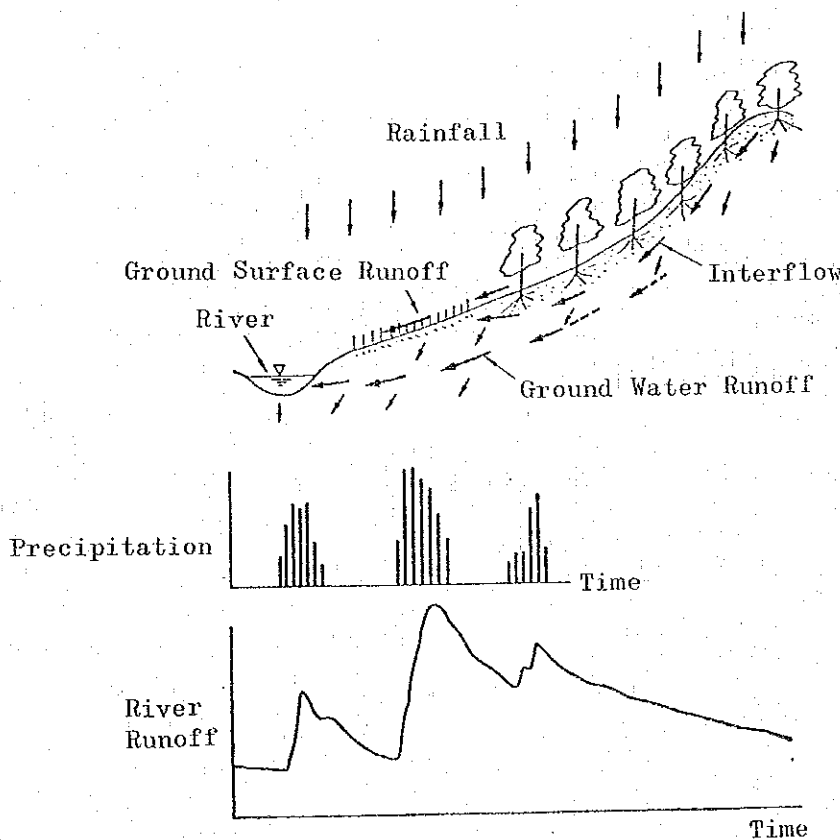 Rainfall
Ground Surface Runoff
River
Interflow
Ground Water Runoff
Precipitation
Time
River
Runoff
Time